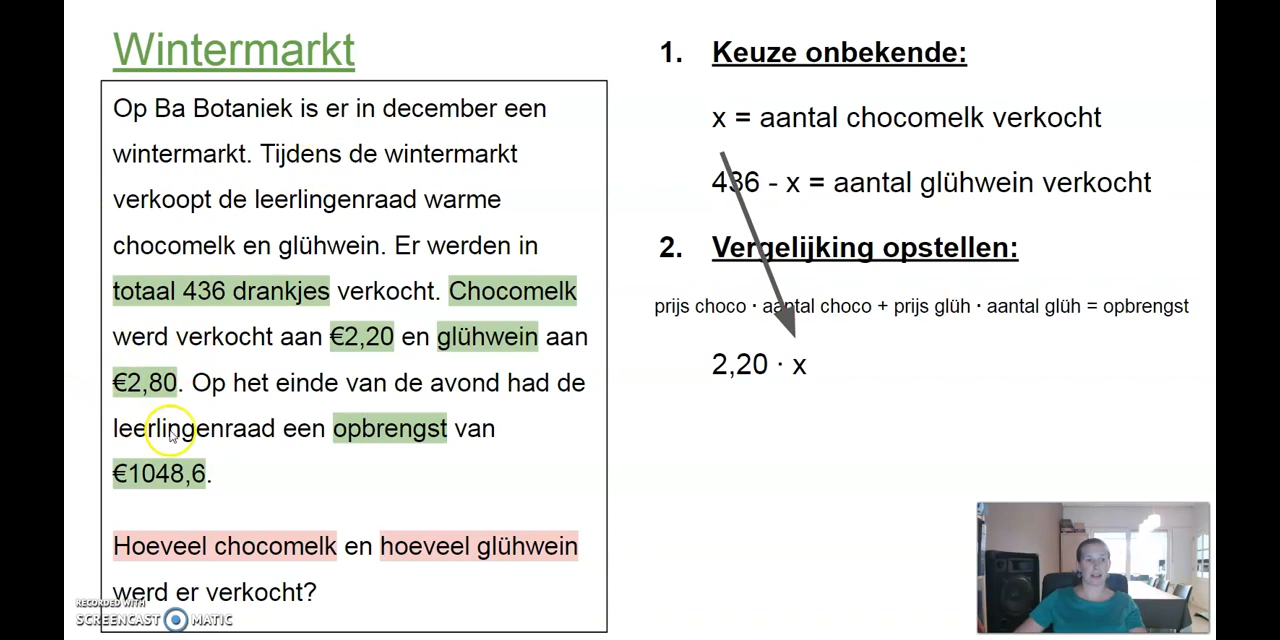 Wintermarkt
Op Ba Botaniek is er in december een
wintermarkt. Tijdens de wintermarkt
verkoopt de leerlingenraad warme
chocomelk en glühwein. Er werden in
totaal 436 drankjes verkocht. Chocomelk
werd verkocht aan €2,20 en glühwein aan
€2,80. Op het einde van de avond had de
leerlingenraad een opbrengst van
€1048,6.
Hoeveel chocomelk en hoeveel glühwein
werd er verkocht?
1. Keuze onbekende:
x = aantal chocomelk verkocht
436 - x = aantal glühwein verkocht
2. Vergelijking opstellen:
prijs choco · aantal choco + prijs glüh · aantal glüh = opbrengst
2,20 · x
RECORDED WITH
SCREENCAST MATIC